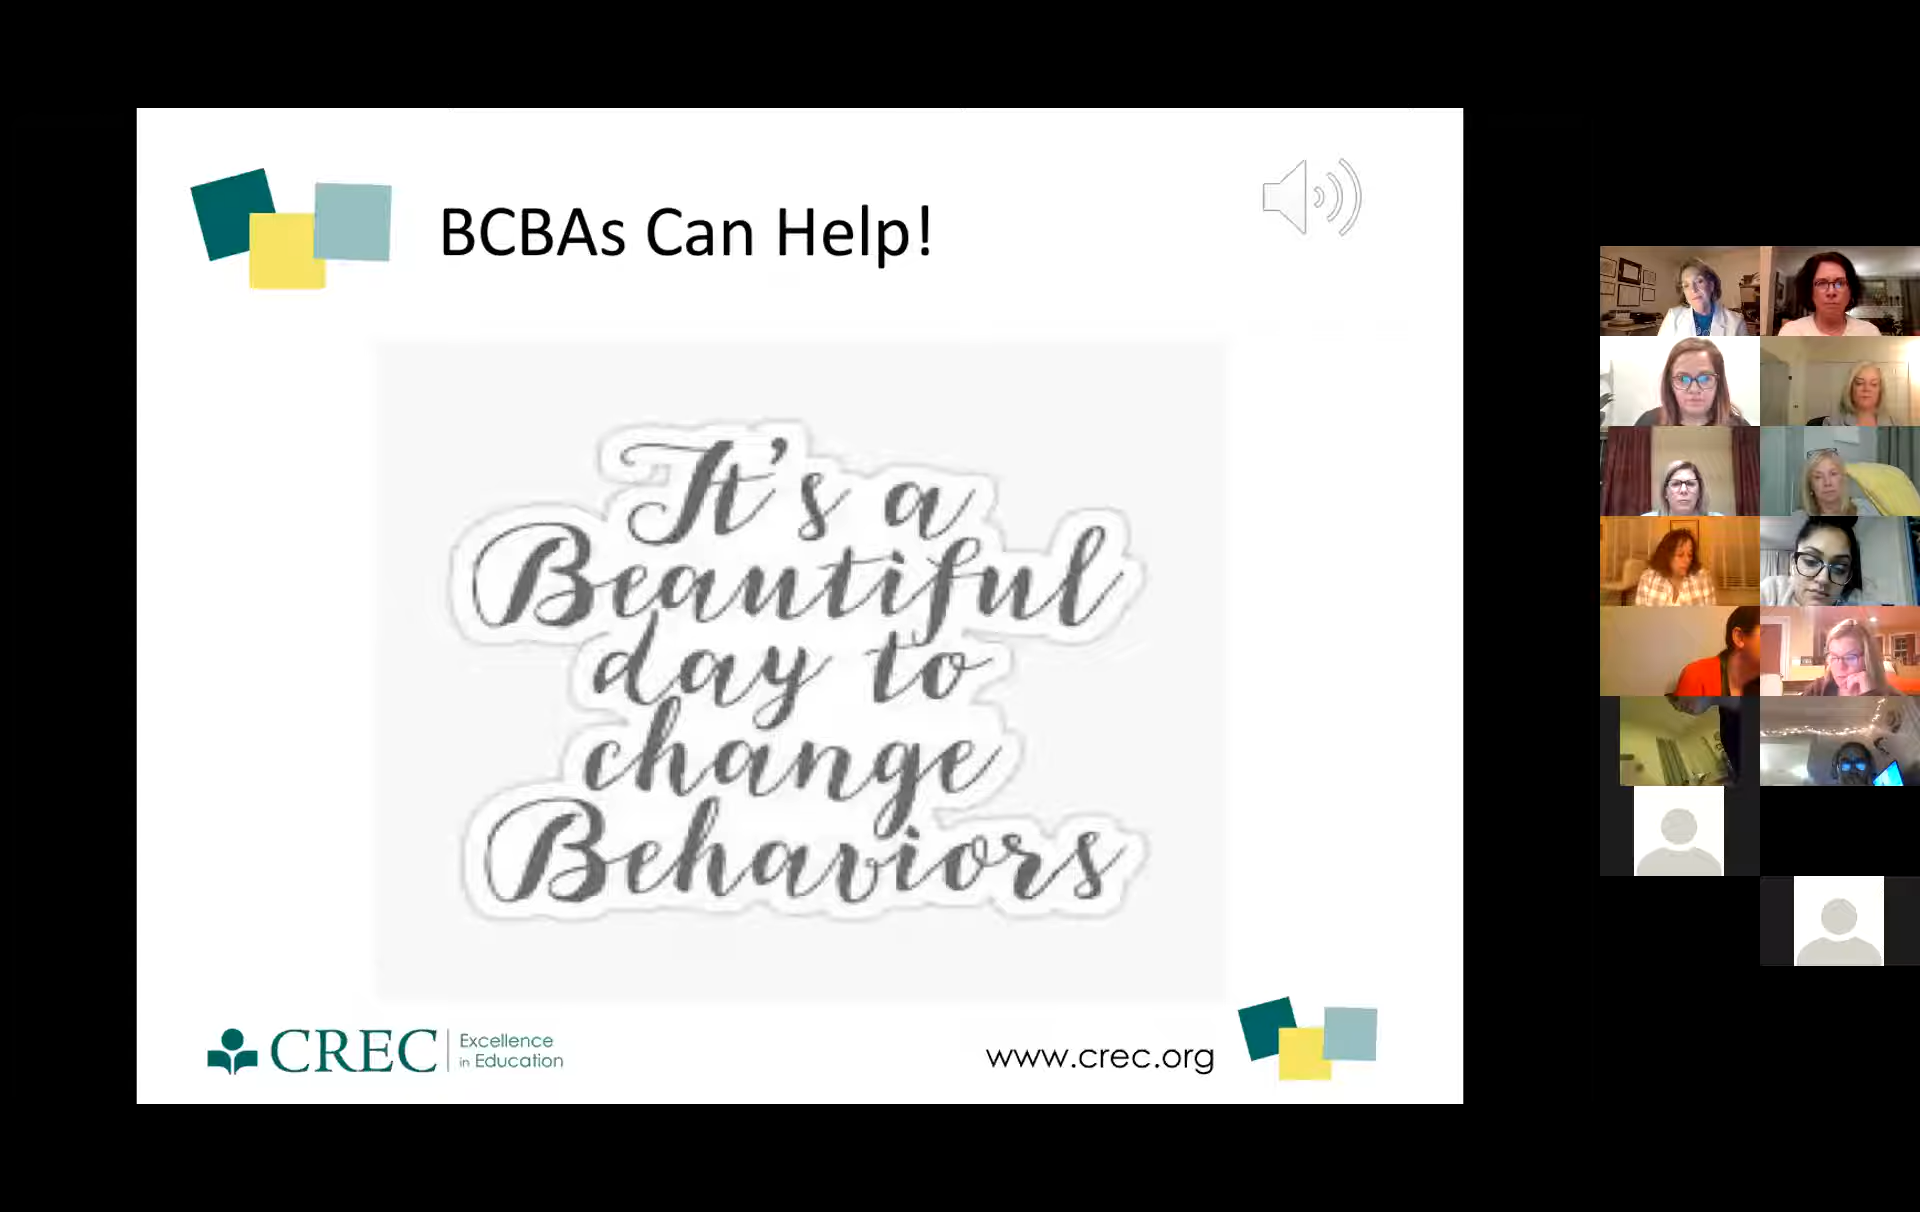 BCBAs Can Help!
It's a
Beautiful
day to
change
Behaviors
CREC
Excellence
in Education
www.crec.org